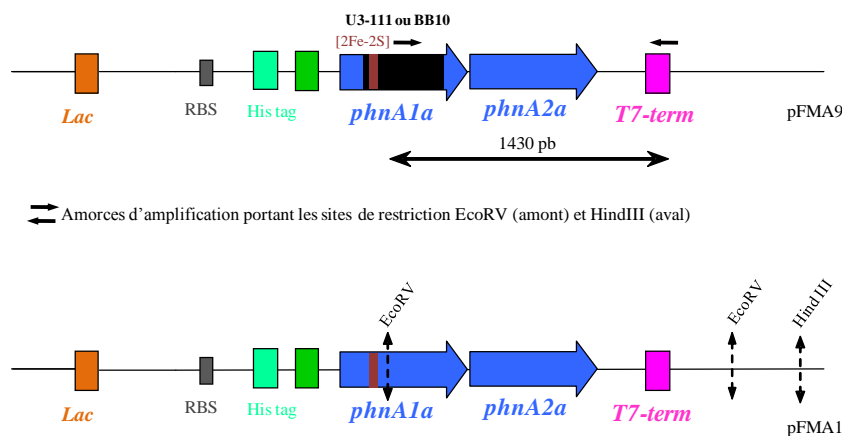 U3-111 ou BB10
[2Fe-2S]
Lac
RBS
His tag
phnA1a
phnA2a
T7-term
pFMA9
1430 pb
Amorces d’amplification portant les sites de restriction EcoRV (amont) et HindIII (aval)
EcoRV
EcoRV
Hind III
Lac
RBS
His tag
phnA1a
phnA2a
T7-term
pFMA1